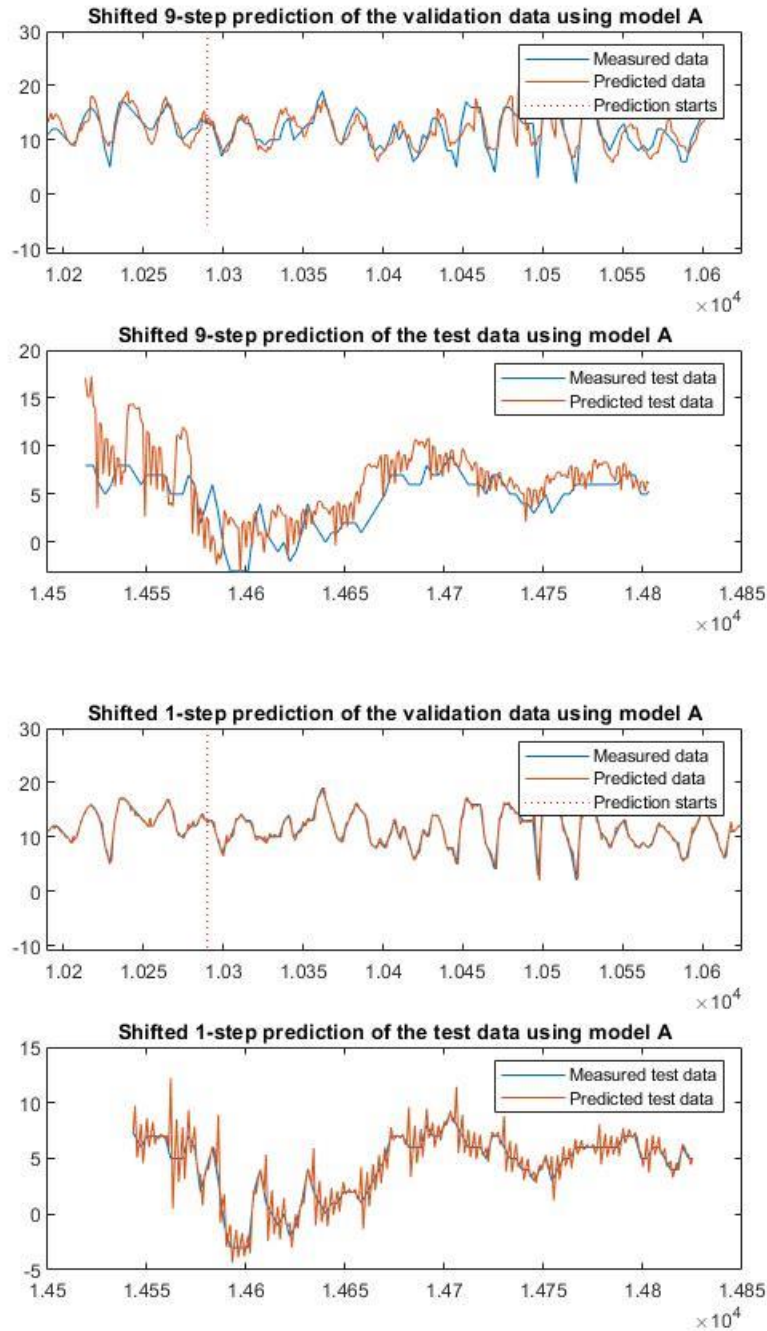 Shifted 9-step prediction of the validation data using model A
30
20
10
0
-10
Measured data
Predicted data
Prediction starts
1.02 1.025 1.03 1.035 1.04 1.045 1.05 1.055 1.06
×10⁴
Shifted 9-step prediction of the test data using model A
20
15
10
5
0
Measured test data
Predicted test data
1.45 1.455 1.46 1.465 1.47 1.475 1.48 1.485
×10⁴
Shifted 1-step prediction of the validation data using model A
30
20
10
0
-10
Measured data
Predicted data
Prediction starts
1.02 1.025 1.03 1.035 1.04 1.045 1.05 1.055 1.06
×10⁴
Shifted 1-step prediction of the test data using model A
15
10
5
0
-5
Measured test data
Predicted test data
1.45 1.455 1.46 1.465 1.47 1.475 1.48 1.485
×10⁴